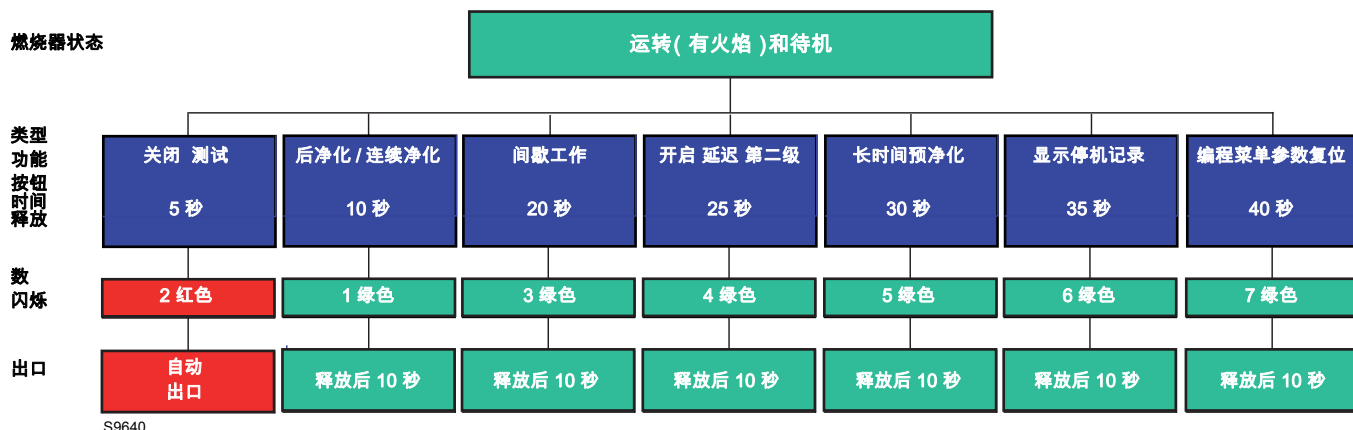 燃烧器状态
运转( 有火焰 )和待机
类型
功能
按钮
时间
释放
关闭 测试
5 秒
后净化 / 连续净化
10 秒
间歇工作
20 秒
开启 延迟 第二级
25 秒
长时间预净化
30 秒
显示停机记录
35 秒
编程菜单参数复位
40 秒
数
闪烁
2 红色
1 绿色
3 绿色
4 绿色
5 绿色
6 绿色
7 绿色
出口
自动
出口
释放后 10 秒
释放后 10 秒
释放后 10 秒
释放后 10 秒
释放后 10 秒
释放后 10 秒
S9640